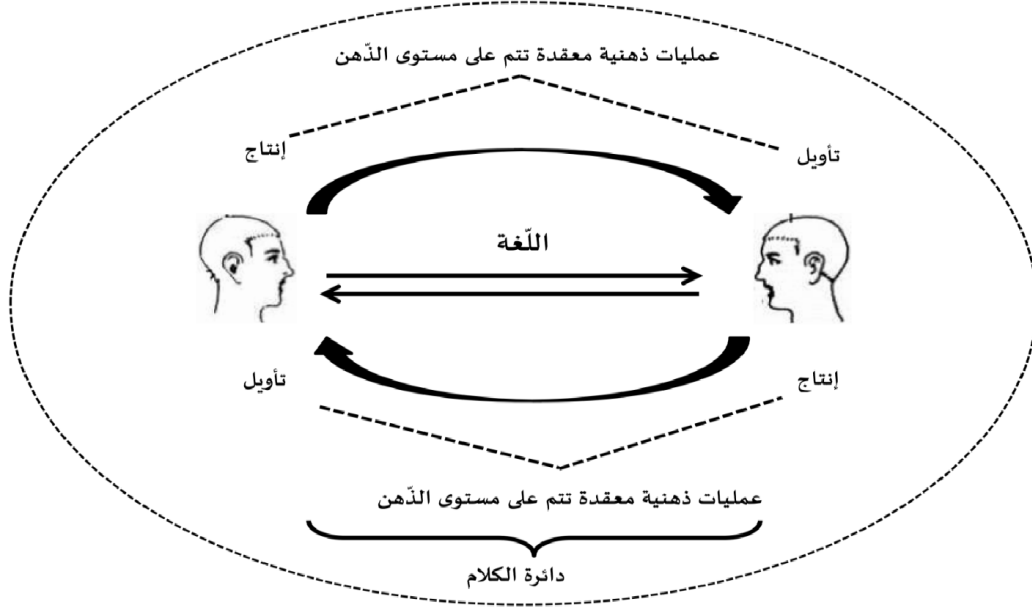 عمليات ذهنية معقدة تتم على مستوى الذّهن
إنتاج
تأويل
اللّغة
تأويل
إنتاج
عمليات ذهنية معقدة تتم على مستوى الذّهن
دائرة الكلام